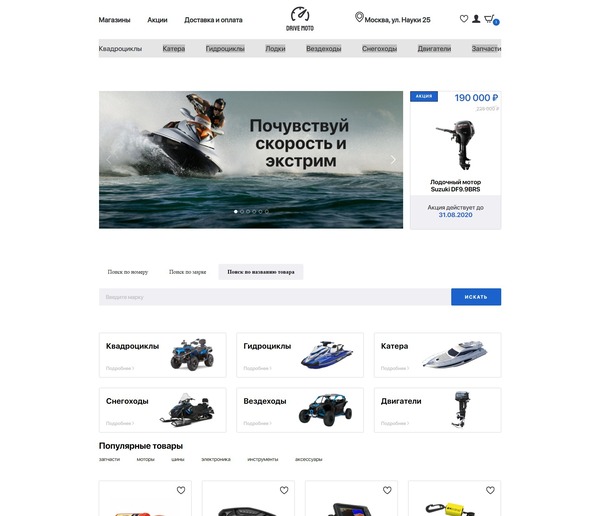 Магазины Акции Доставка и оплата
DRIVE MOTO
Москва, ул. Науки 25
Квадроциклы Катера Гидроциклы Лодки Вездеходы Снегоходы Двигатели Запчасти
Почувствуй
скорость и
экстрим
АКЦИЯ
190 000 ₽
Лодочный мотор
Suzuki DF9.9BRS
Акция действует до
31.08.2020
Поиск по номеру Поиск по марке Поиск по названию товара
Введите марку
ИСКАТЬ
Квадроциклы
Подробнее >
Гидроциклы
Подробнее >
Катера
Подробнее >
Снегоходы
Подробнее >
Вездеходы
Подробнее >
Двигатели
Подробнее >
Популярные товары
запчасти моторы шины электроника инструменты аксессуары